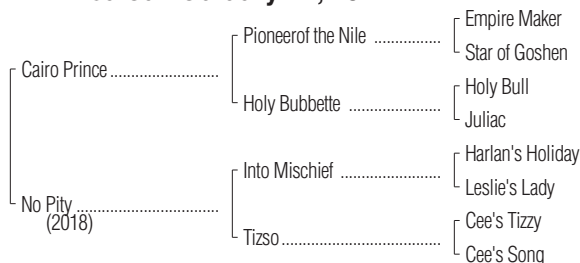 Empire Maker
Pioneerof the Nile
Star of Goshen
Cairo Prince
Holy Bull
Holy Bubbette
Juliac
Harlan's Holiday
Into Mischief
Leslie's Lady
No Pity
(2018)
Cee's Tizzy
Tizso
Cee's Song